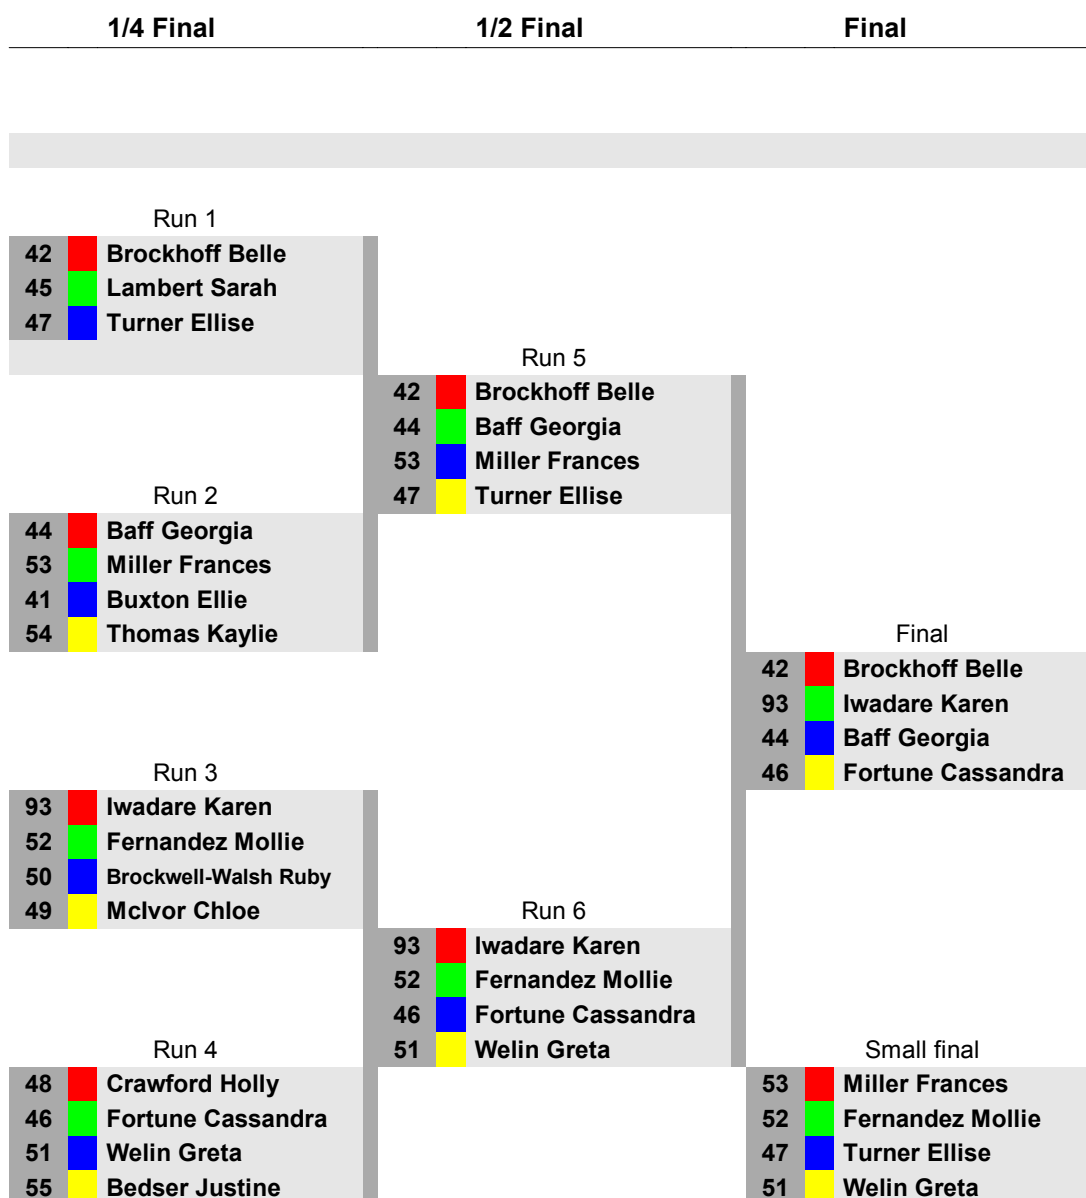 1/4 Final 1/2 Final Final
Run 1
42 Brockhoff Belle
45 Lambert Sarah
47 Turner Ellise
Run 5
42 Brockhoff Belle
44 Baff Georgia
53 Miller Frances
47 Turner Ellise
Run 2
44 Baff Georgia
53 Miller Frances
41 Buxton Ellie
54 Thomas Kaylie
Final
42 Brockhoff Belle
93 Iwadare Karen
44 Baff Georgia
46 Fortune Cassandra
Run 3
93 Iwadare Karen
52 Fernandez Mollie
50 Brockwell-Walsh Ruby
49 McIvor Chloe
Run 6
93 Iwadare Karen
52 Fernandez Mollie
46 Fortune Cassandra
51 Welin Greta
Run 4
48 Crawford Holly
46 Fortune Cassandra
51 Welin Greta
55 Bedser Justine
Small final
53 Miller Frances
52 Fernandez Mollie
47 Turner Ellise
51 Welin Greta